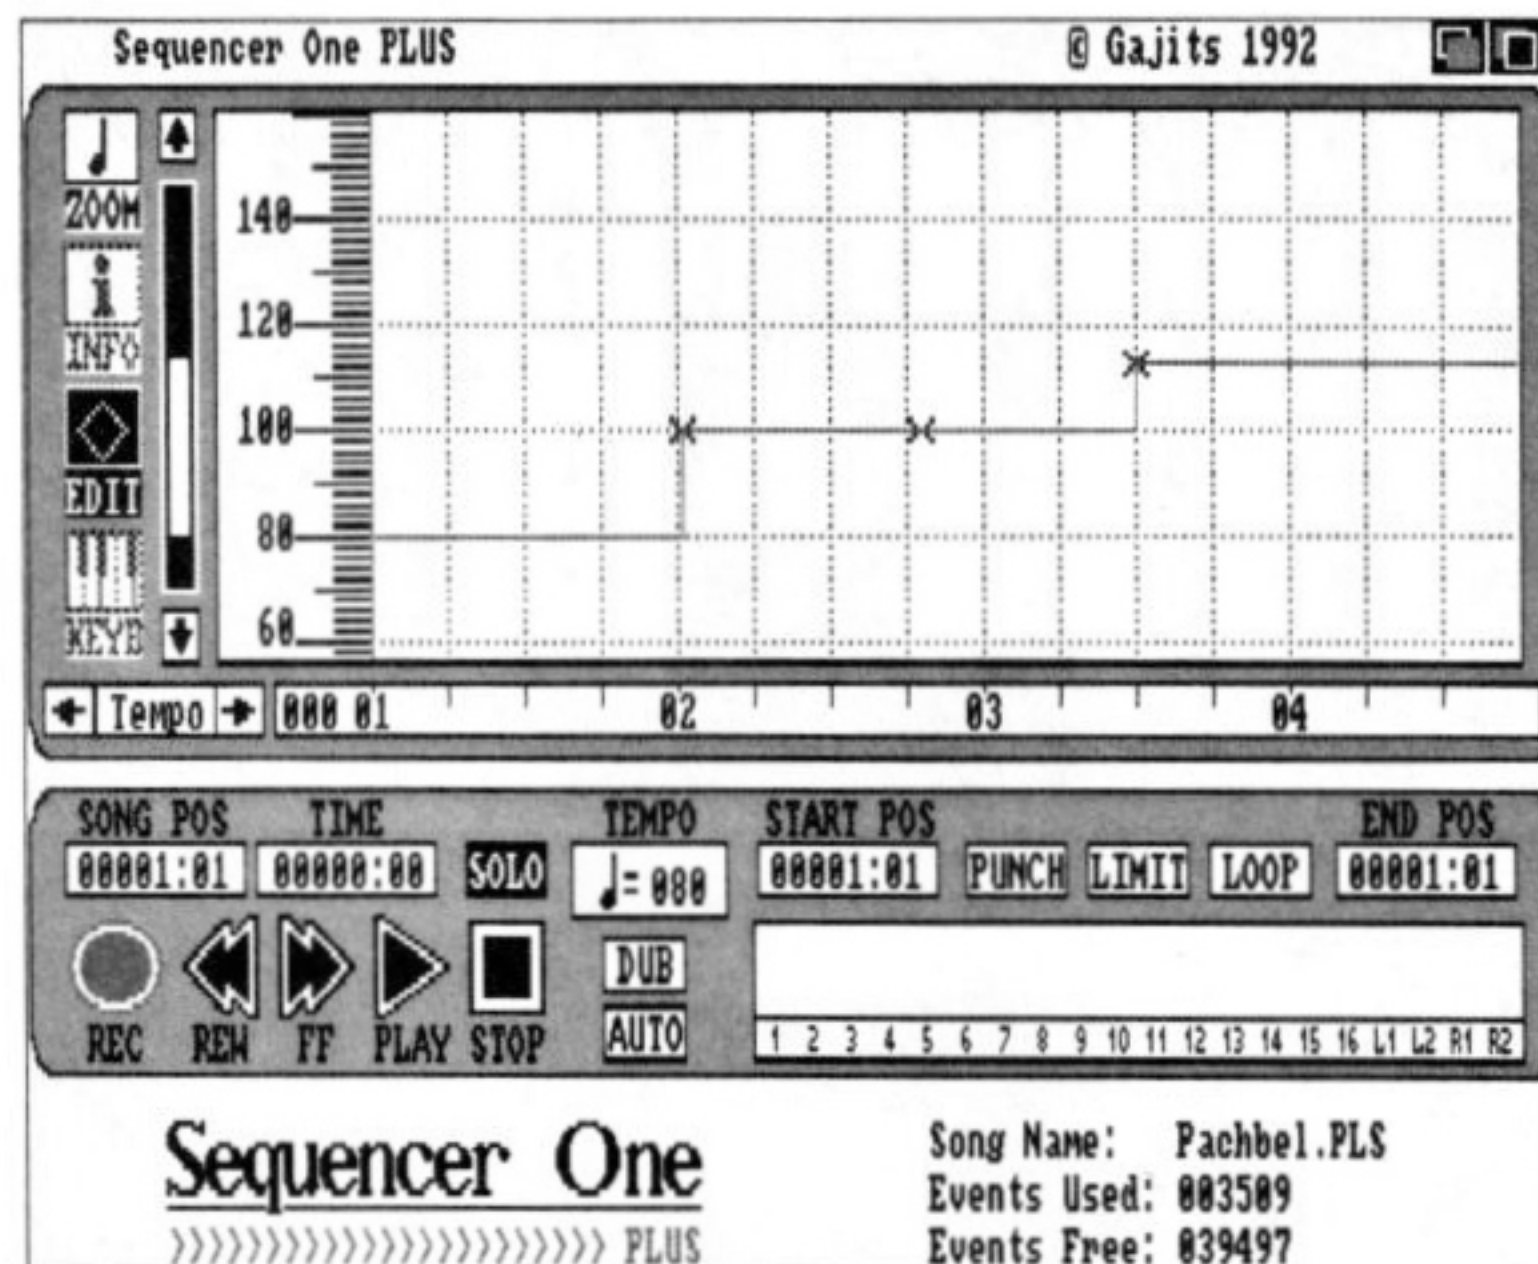 Sequencer One PLUS
© Gajits 1992
ZOOM
INFO
EDIT
KEYB
140
120
100
80
60
Tempo
000 01 02 03 04
SONG POS TIME TEMPO START POS END POS
00001:01 00000:00 SOLO = 080 00001:01 PUNCH LIMIT LOOP 00001:01
DUB
AUTO
REC REW FF PLAY STOP
1 2 3 4 5 6 7 8 9 10 11 12 13 14 15 16 L1 L2 R1 R2
Sequencer One
>>>>>>>>>>>>>>>>>>>>> PLUS
Song Name: Pachbel.PLS
Events Used: 003509
Events Free: 039497